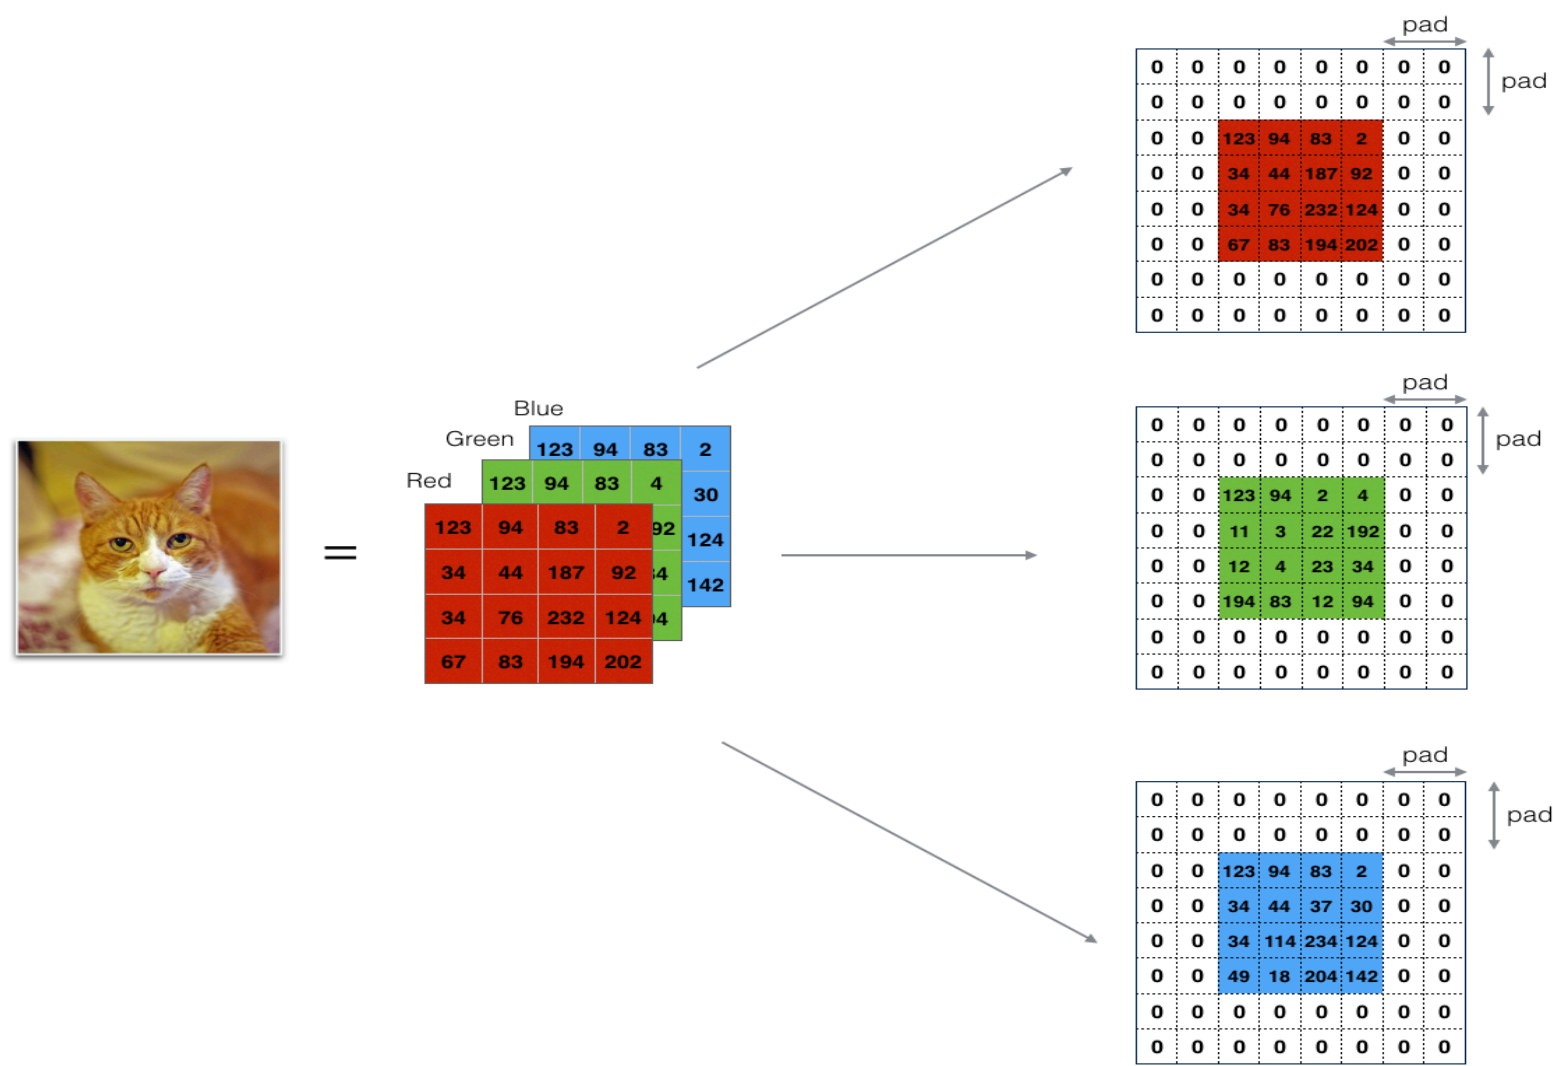 pad
0 0 0 0 0 0 0 0
pad
0 0 0 0 0 0 0 0
0 0 123 94 83 2 0 0
0 0 34 44 187 92 0 0
0 0 34 76 232 124 0 0
0 0 67 83 194 202 0 0
0 0 0 0 0 0 0 0
0 0 0 0 0 0 0 0
Blue
123 94 83 2
30
124
142
Green
123 94 83 4
92
Red
123 94 83 2
34 44 187 92
34 76 232 124
67 83 194 202
=
pad
0 0 0 0 0 0 0 0
pad
0 0 0 0 0 0 0 0
0 0 123 94 2 4 0 0
0 0 11 3 22 192 0 0
0 0 12 4 23 34 0 0
0 0 194 83 12 94 0 0
0 0 0 0 0 0 0 0
0 0 0 0 0 0 0 0
pad
0 0 0 0 0 0 0 0
pad
0 0 0 0 0 0 0 0
0 0 123 94 83 2 0 0
0 0 34 44 37 30 0 0
0 0 34 114 234 124 0 0
0 0 49 18 204 142 0 0
0 0 0 0 0 0 0 0
0 0 0 0 0 0 0 0